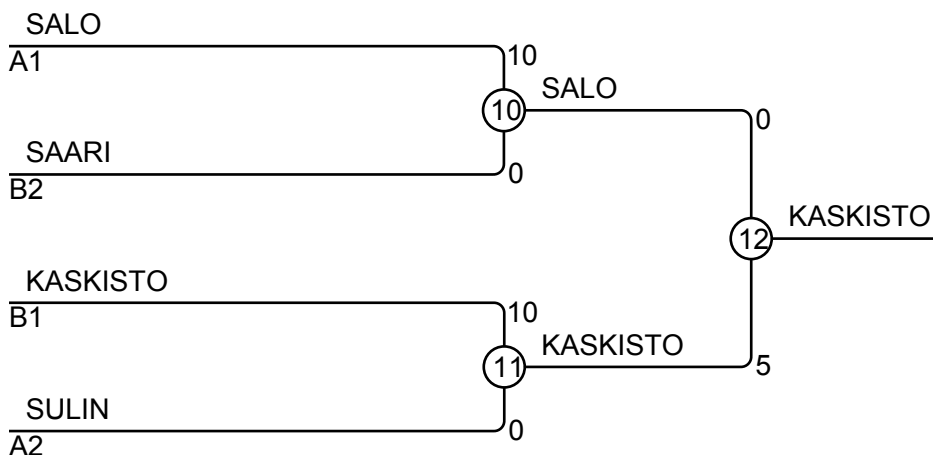 SALO
A1
10
10
SALO
0
SAARI
B2
0
12
KASKISTO
KASKISTO
B1
10
11
KASKISTO
5
SULIN
A2
0